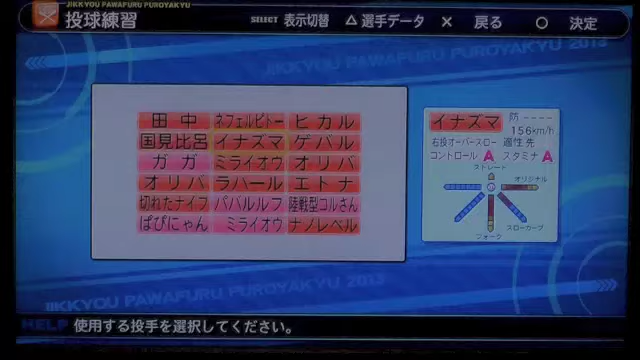 JIKKYOU PAWAFURU PUROYAKYU
投球練習
SELECT 表示切替 △ 選手データ × 戻る ○ 決定
JIKKYOU PAWAFURU PUROYAKYU 2013
田中 ネフェルピトー ヒカル
国見比呂 イナズマ ゲバル
ガガ ミライオウ オリバ
オリバ ラハール エトナ
切れたナイフ ババルルフ 陸戦型コルさん
ぱぴにゃん ミライオウ ナノレベル
イナズマ 防 ----
156km/h
右投オーバースロー 適性 先
コントロール A スタミナ A
ストレート
オリジナル
スローカーブ
フォーク
JIKKYOU PAWAFURU PUROYAKYU 2013
HELP 使用する投手を選択してください。